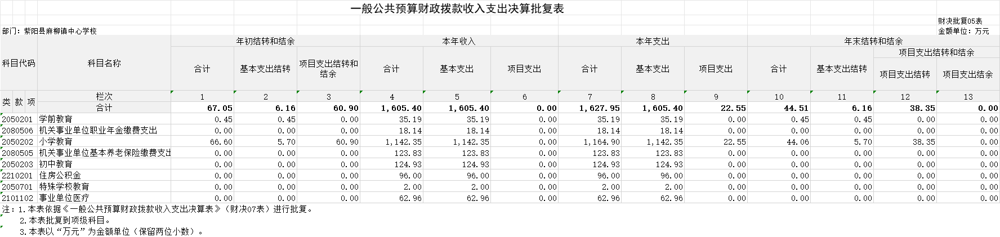 一般公共预算财政拨款收入支出决算批复表
财决批复05表
部门：紫阳县麻柳镇中心学校 金额单位：万元
科目代码 科目名称 年初结转和结余 本年收入 本年支出 年末结转和结余
合计 基本支出结转 项目支出结转和结余 合计 基本支出 项目支出 合计 基本支出 项目支出 合计 基本支出结转 项目支出结转和结余
项目支出结转 项目支出结余
类 款 项 栏次 1 2 3 4 5 6 7 8 9 10 11 12 13
合计 67.05 6.16 60.90 1,605.40 1,605.40 0.00 1,627.95 1,605.40 22.55 44.51 6.16 38.35 0.00
2050201 学前教育 0.45 0.45 0.00 35.19 35.19 0.00 35.19 35.19 0.00 0.45 0.45 0.00 0.00
2080506 机关事业单位职业年金缴费支出 0.00 0.00 0.00 18.14 18.14 0.00 18.14 18.14 0.00 0.00 0.00 0.00 0.00
2050202 小学教育 66.60 5.70 60.90 1,142.35 1,142.35 0.00 1,164.90 1,142.35 22.55 44.06 5.70 38.35 0.00
2080505 机关事业单位基本养老保险缴费支出 0.00 0.00 0.00 123.83 123.83 0.00 123.83 123.83 0.00 0.00 0.00 0.00 0.00
2050203 初中教育 0.00 0.00 0.00 124.93 124.93 0.00 124.93 124.93 0.00 0.00 0.00 0.00 0.00
2210201 住房公积金 0.00 0.00 0.00 96.00 96.00 0.00 96.00 96.00 0.00 0.00 0.00 0.00 0.00
2050701 特殊学校教育 0.00 0.00 0.00 2.00 2.00 0.00 2.00 2.00 0.00 0.00 0.00 0.00 0.00
2101102 事业单位医疗 0.00 0.00 0.00 62.96 62.96 0.00 62.96 62.96 0.00 0.00 0.00 0.00 0.00
注：1.本表依据《一般公共预算财政拨款收入支出决算表》（财决07表）进行批复。
2.本表批复到项级科目。
3.本表以“万元”为金额单位（保留两位小数）。